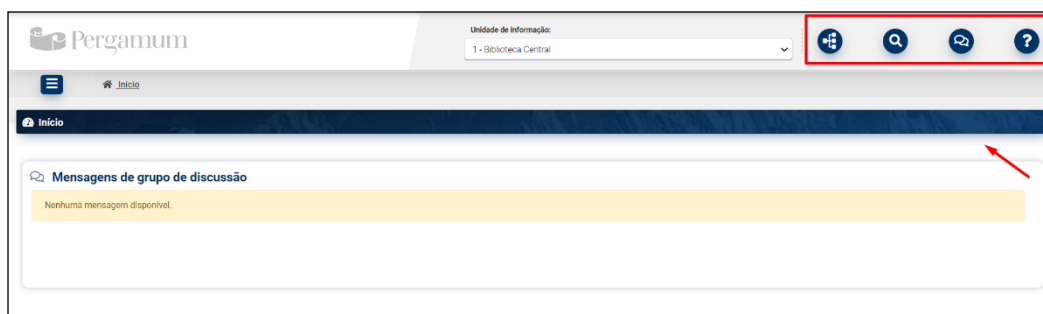 Pergamum
Unidade de informação:
1 - Biblioteca Central
Início
Início
Mensagens de grupo de discussão
Nenhuma mensagem disponível.